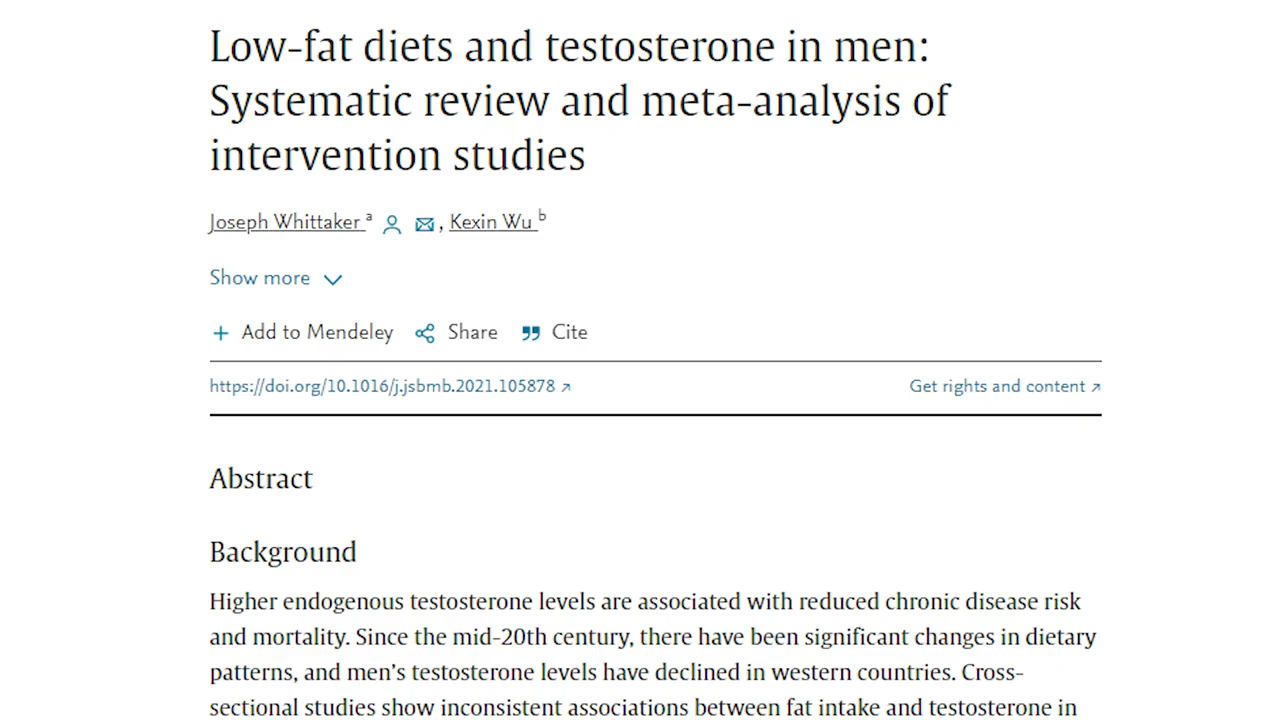 Low-fat diets and testosterone in men:
Systematic review and meta-analysis of
intervention studies
Joseph Whittaker a , Kexin Wu b
Show more
Add to Mendeley Share Cite
https://doi.org/10.1016/j.jsbmb.2021.105878 ↗ Get rights and content ↗
Abstract
Background
Higher endogenous testosterone levels are associated with reduced chronic disease risk
and mortality. Since the mid-20th century, there have been significant changes in dietary
patterns, and men’s testosterone levels have declined in western countries. Cross-
sectional studies show inconsistent associations between fat intake and testosterone in